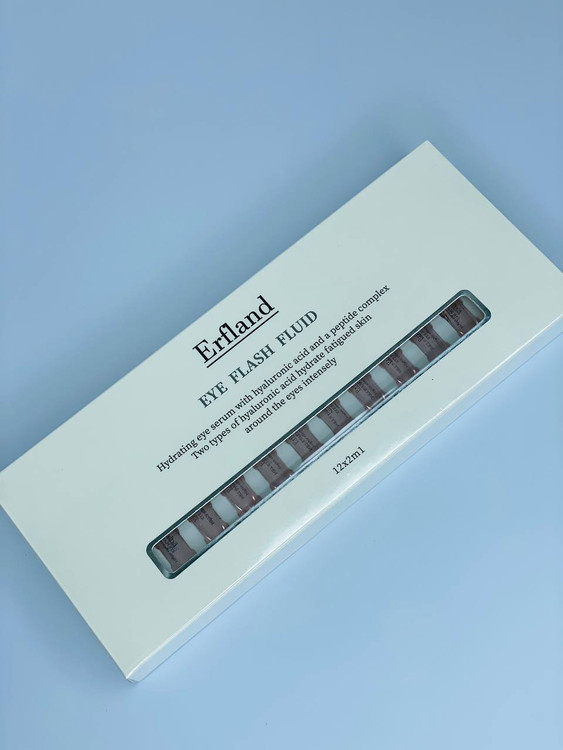 Erfland
EYE FLASH FLUID
Hydrating eye serum with hyaluronic acid and a peptide complex
Two types of hyaluronic acid hydrate fatigued skin
around the eyes intensely
12x2ml